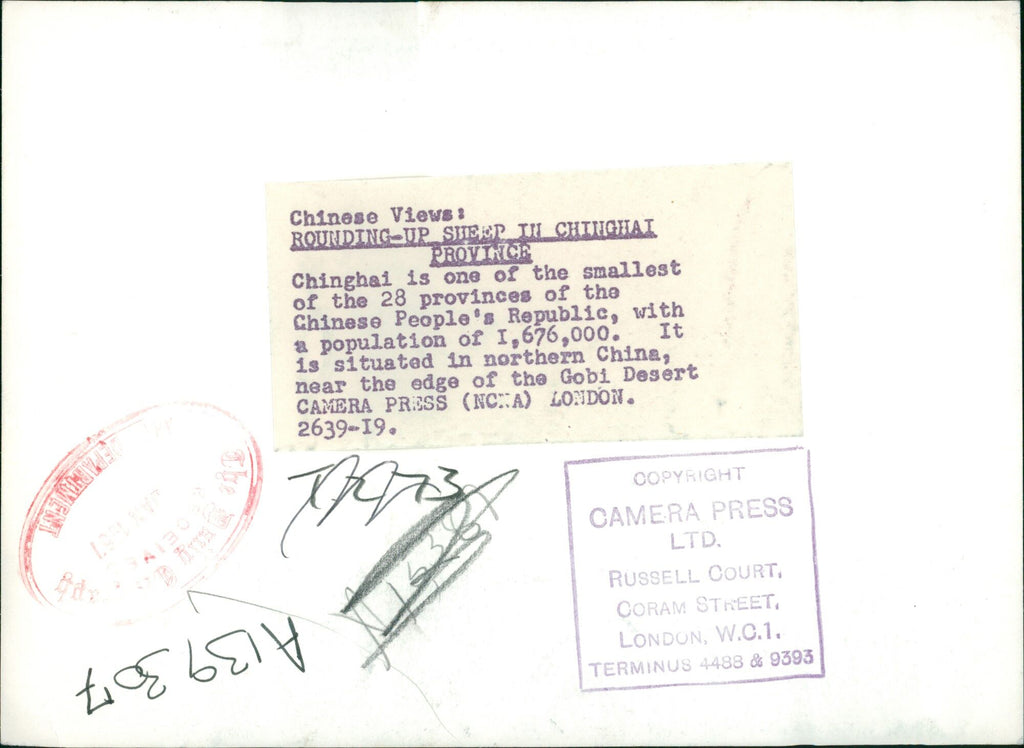 Chinese Views:
ROUNDING-UP SHEEP IN CHINGHAI
PROVINCE
Chinghai is one of the smallest
of the 28 provinces of the
Chinese People's Republic, with
a population of I,676,000. It
is situated in northern China,
near the edge of the Gobi Desert
CAMERA PRESS (NCNA) LONDON.
2639-I9.
COPYRIGHT
CAMERA PRESS
LTD.
RUSSELL COURT,
CORAM STREET,
LONDON, W.C.1.
TERMINUS 4488 & 9393
The Daily
DEPARTMENT
A139307